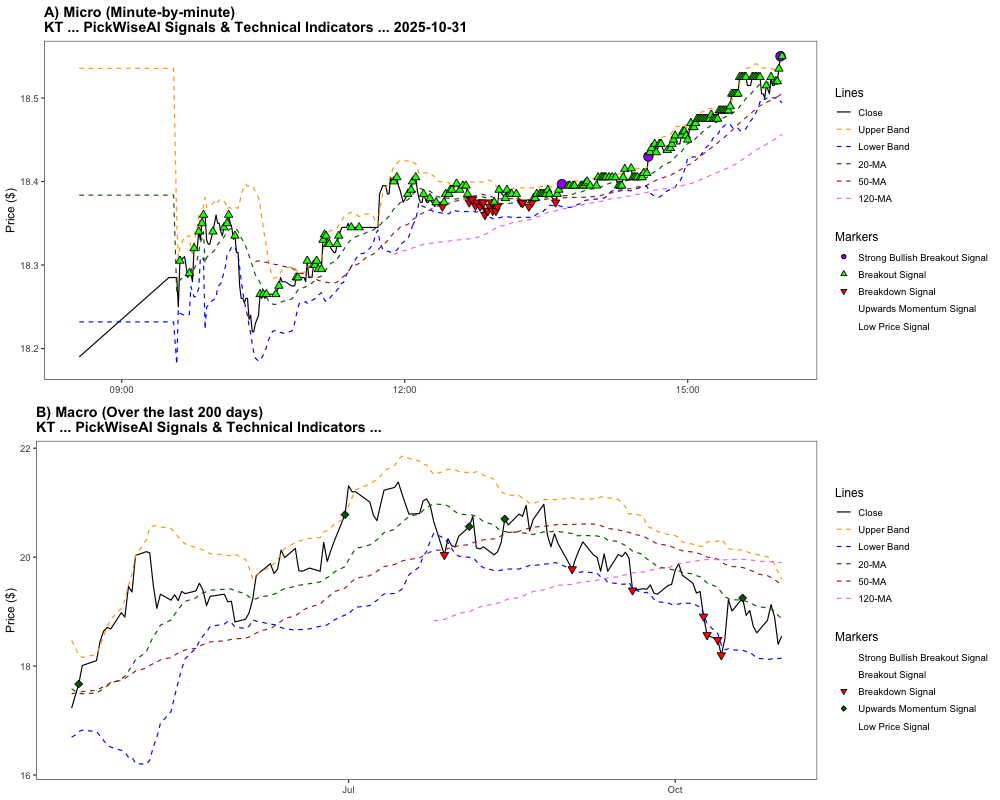 A) Micro (Minute-by-minute)
KT ... PickWiseAI Signals & Technical Indicators ... 2025-10-31
Price ($)
18.5
18.4
18.3
18.2
09:00
12:00
15:00
Lines
Close
Upper Band
Lower Band
20-MA
50-MA
120-MA
Markers
Strong Bullish Breakout Signal
Breakout Signal
Breakdown Signal
Upwards Momentum Signal
Low Price Signal
B) Macro (Over the last 200 days)
KT ... PickWiseAI Signals & Technical Indicators ...
Price ($)
22
20
18
16
Jul
Oct
Lines
Close
Upper Band
Lower Band
20-MA
50-MA
120-MA
Markers
Strong Bullish Breakout Signal
Breakout Signal
Breakdown Signal
Upwards Momentum Signal
Low Price Signal